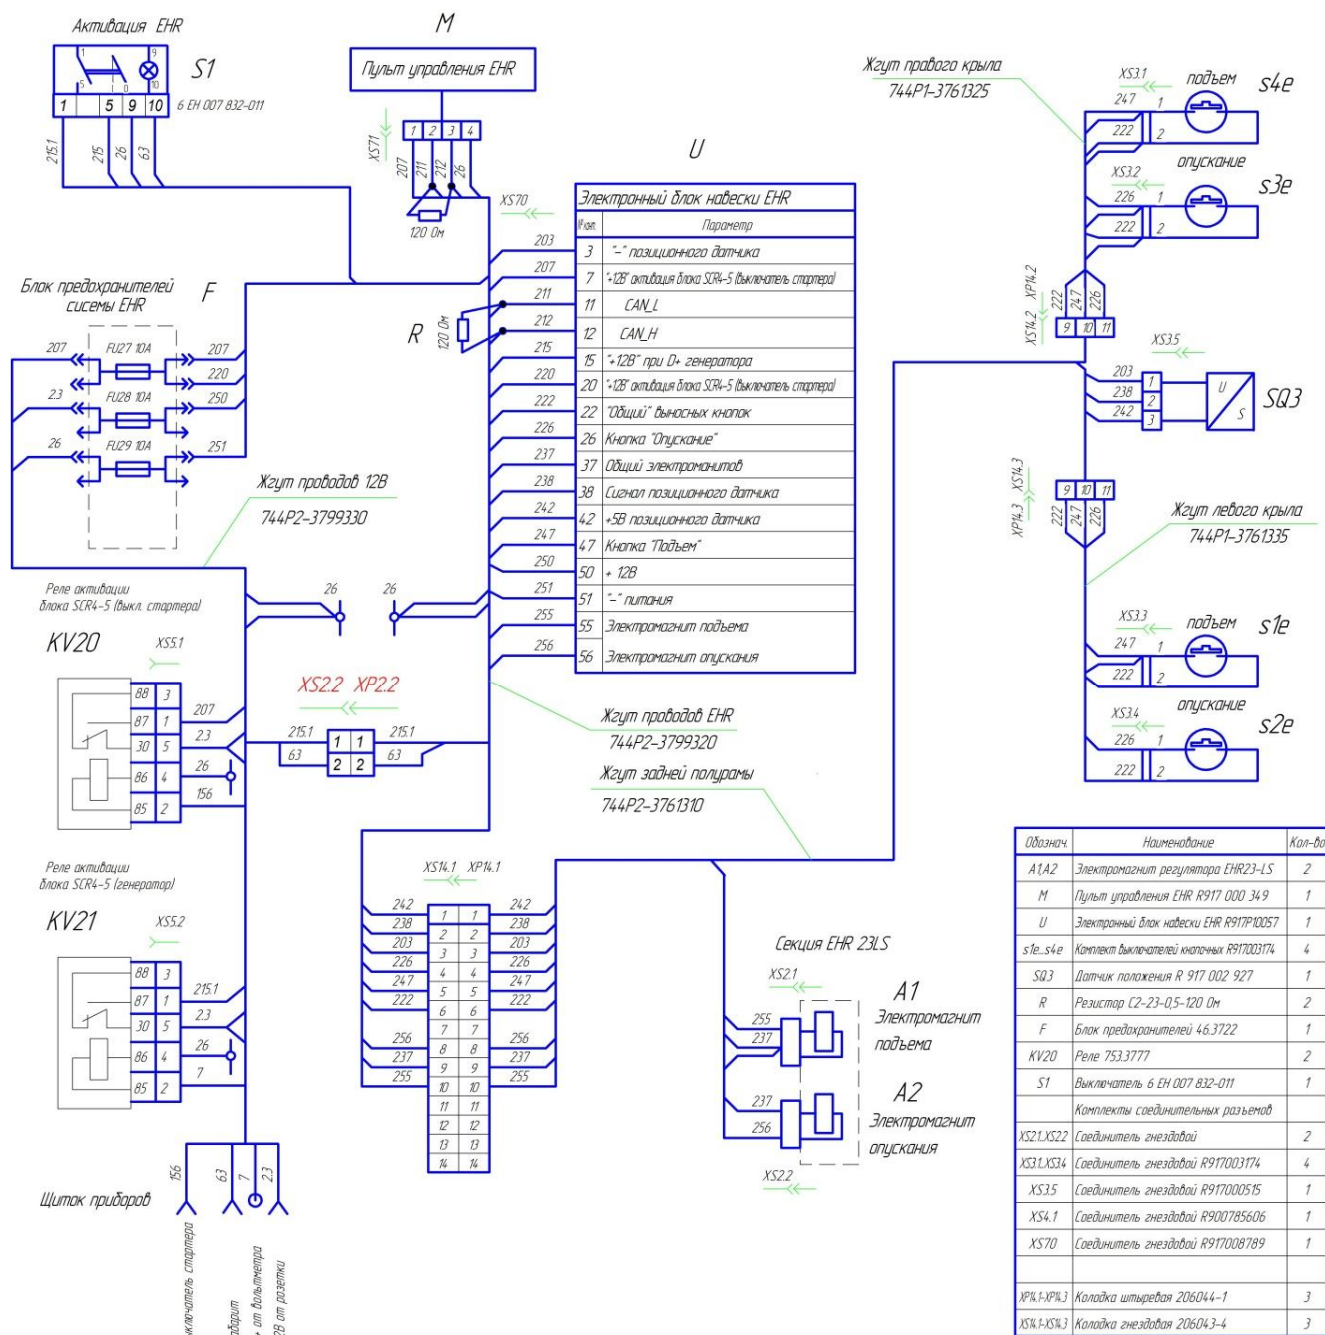 Активация EHR
S1
1
9
5
0
10
1 5 9 10
6 EH 007 832-011
215.1
215
26
63
M
Пульт управления EHR
XS71
1 2 3 4
207
211
212
26
120 Ом
U
XS70
Электронный блок навески EHR
№ конт. Параметр
203 3 "-" позиционного датчика
207 7 "+12В" активация блока SCR4-5 (выключатель стартера)
211 11 CAN_L
212 12 CAN_H
215 15 "+12В" при D+ генератора
220 20 "+12В" активация блока SCR4-5 (выключатель стартера)
222 22 "Общий" выносных кнопок
226 26 Кнопка "Опускание"
237 37 Общий электроманитов
238 38 Сигнал позиционного датчика
242 42 +5В позиционного датчика
247 47 Кнопка "Подъем"
250 50 + 12В
251 51 "-" питания
255 55 Электромагнит подъема
256 56 Электромагнит опускания
R
120 Ом
Блок предохранителей
сисемы EHR
F
207 FU27 10А 207
220
2.3 FU28 10А 250
26 FU29 10А 251
Жгут проводов 12В
744Р2-3799330
26
26
Реле активации
блока SCR4-5 (выкл. стартера)
KV20
XS5.1
88 3
87 1 207
30 5 2.3
86 4 26
85 2 156
XS2.2 XP2.2
215.1 1 1 215.1
63 2 2 63
Жгут проводов EHR
744Р2-3799320
Жгут задней полурамы
744Р2-3761310
Реле активации
блока SCR4-5 (генератор)
KV21
XS5.2
88 3
87 1 215.1
30 5 2.3
86 4 26
85 2 7
Щиток приборов
156
63
7
2.3
XS14.1 XP14.1
242 1 1 242
238 2 2 238
203 3 3 203
226 4 4 226
247 5 5 247
222 6 6 222
7 7
256 8 8 256
237 9 9 237
255 10 10 255
11 11
12 12
13 13
14 14
Секция EHR 23LS
XS2.1
255
237
A1
Электромагнит
подъема
237
256
A2
Электромагнит
опускания
XS2.2
Жгут правого крыла
744Р1-3761325
XS3.1
подъем
s4e
247 1
222 2
опускание
XS3.2
s3e
226 1
222 2
XS14.2 XP14.2
222
247
226
9 10 11
XS3.5
203 1
238 2
242 3
U
S
SQ3
XP14.3 XS14.3
9 10 11
222
247
226
Жгут левого крыла
744Р1-3761335
XS3.3
подъем
s1e
247 1
222 2
опускание
XS3.4
s2e
226 1
222 2
Обознач. Наименование Кол-во
A1,A2 Электромагнит регулятора EHR23-LS 2
M Пульт управления EHR R917 000 349 1
U Электронный блок навески EHR R917P10057 1
s1e...s4e Комплект выключателей кнопочных R917003174 4
SQ3 Датчик положения R 917 002 927 1
R Резистор С2-23-0,5-120 Ом 2
F Блок предохранителей 46.3722 1
KV20 Реле 753.3777 2
S1 Выключатель 6 EH 007 832-011 1
Комплекты соединительных разъемов
XS2.1..XS2.2 Соединитель гнездовой 2
XS3.1..XS3.4 Соединитель гнездовой R917003174 4
XS3.5 Соединитель гнездовой R917000515 1
XS4.1 Соединитель гнездовой R900785606 1
XS70 Соединитель гнездовой R917008789 1
XP14.1-XP14.3 Колодка штыревая 206044-1 3
XS14.1-XS14.3 Колодка гнездовая 206043-4 3